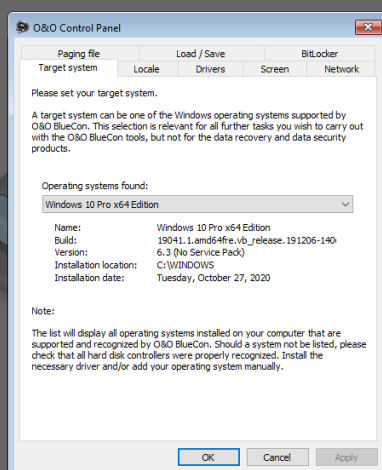 O&O Control Panel
Paging file Load / Save BitLocker
Target system Locale Drivers Screen Network
Please set your target system.
A target system can be one of the Windows operating systems supported by
O&O BlueCon. This selection is relevant for all further tasks you wish to carry out
with the O&O BlueCon tools, but not for the data recovery and data security
products.
Operating systems found:
Windows 10 Pro x64 Edition
Name: Windows 10 Pro x64 Edition
Build: 19041.1.amd64fre.vb_release.191206-140
Version: 6.3 (No Service Pack)
Installation location: C:\WINDOWS
Installation date: Tuesday, October 27, 2020
Note:
The list will display all operating systems installed on your computer that are
supported and recognized by O&O BlueCon. Should a system not be listed, please
check that all hard disk controllers were properly recognized. Install the
necessary driver and/or add your operating system manually.
OK Cancel Apply